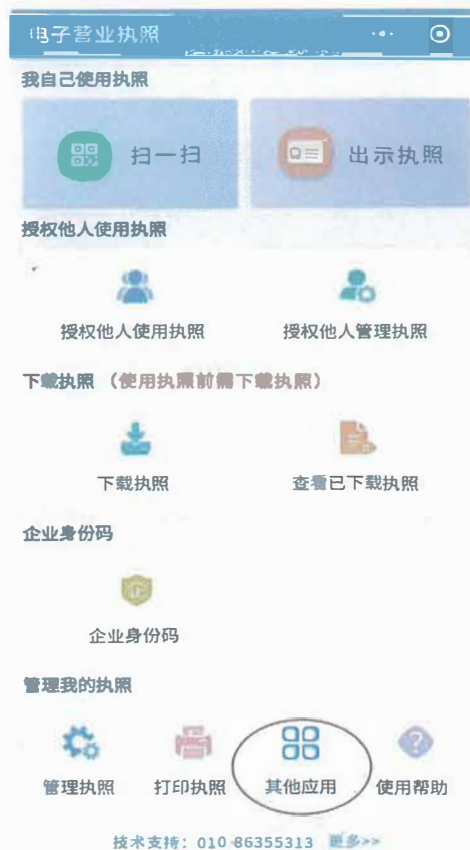 电子营业执照
我自己使用执照
扫一扫 出示执照
授权他人使用执照
授权他人使用执照 授权他人管理执照
下载执照（使用执照前需下载执照）
下载执照 查看已下载执照
企业身份码
企业身份码
管理我的执照
管理执照 打印执照 其他应用 使用帮助
技术支持：010-86355313 更多>>